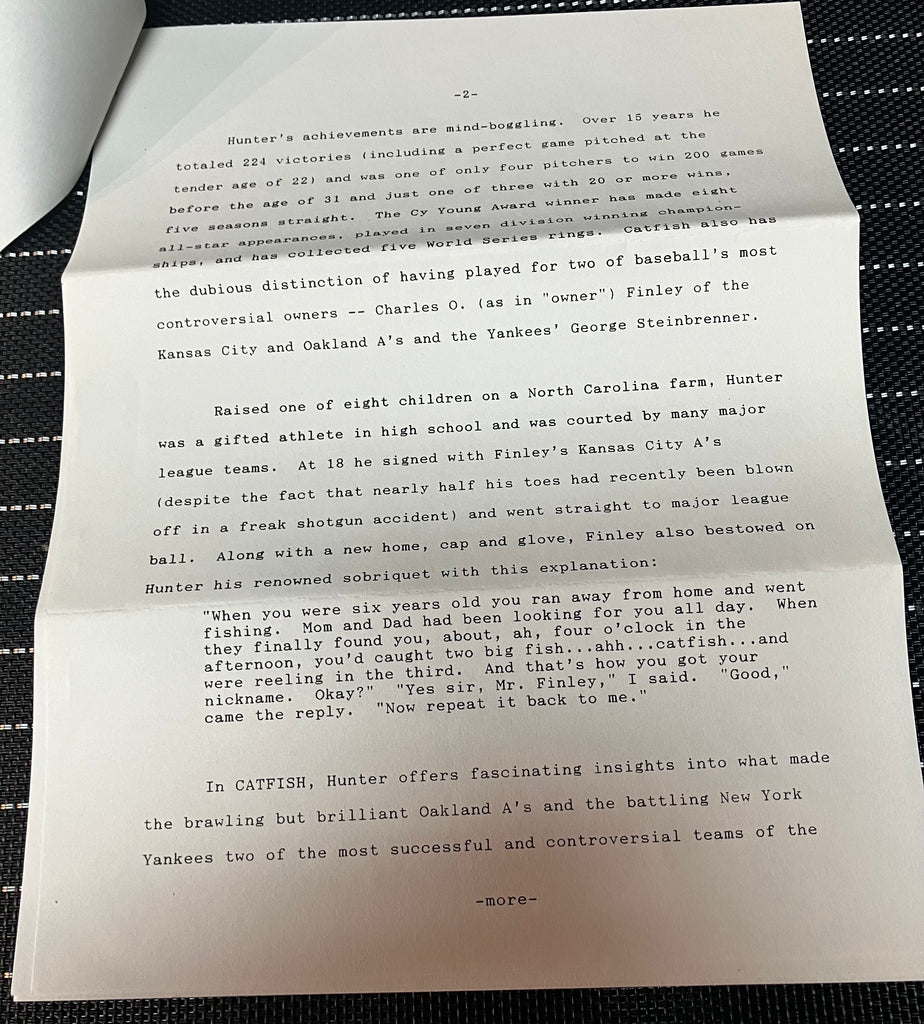 -2-
Hunter's achievements are mind-boggling.  Over 15 years he
totaled 224 victories (including a perfect game pitched at the
tender age of 22) and was one of only four pitchers to win 200 games
before the age of 31 and just one of three with 20 or more wins,
five seasons straight.  The Cy Young Award winner has made eight
all-star appearances, played in seven division winning champion-
ships, and has collected five World Series rings.  Catfish also has
the dubious distinction of having played for two of baseball's most
controversial owners -- Charles O. (as in "owner") Finley of the
Kansas City and Oakland A's and the Yankees' George Steinbrenner.
Raised one of eight children on a North Carolina farm, Hunter
was a gifted athlete in high school and was courted by many major
league teams.  At 18 he signed with Finley's Kansas City A's
(despite the fact that nearly half his toes had recently been blown
off in a freak shotgun accident) and went straight to major league
ball.  Along with a new home, cap and glove, Finley also bestowed on
Hunter his renowned sobriquet with this explanation:
"When you were six years old you ran away from home and went
fishing.  Mom and Dad had been looking for you all day.  When
they finally found you, about, ah, four o'clock in the
afternoon, you'd caught two big fish...ahh...catfish...and
were reeling in the third.  And that's how you got your
nickname.  Okay?"  "Yes sir, Mr. Finley," I said.  "Good,"
came the reply.  "Now repeat it back to me."
In CATFISH, Hunter offers fascinating insights into what made
the brawling but brilliant Oakland A's and the battling New York
Yankees two of the most successful and controversial teams of the
-more-